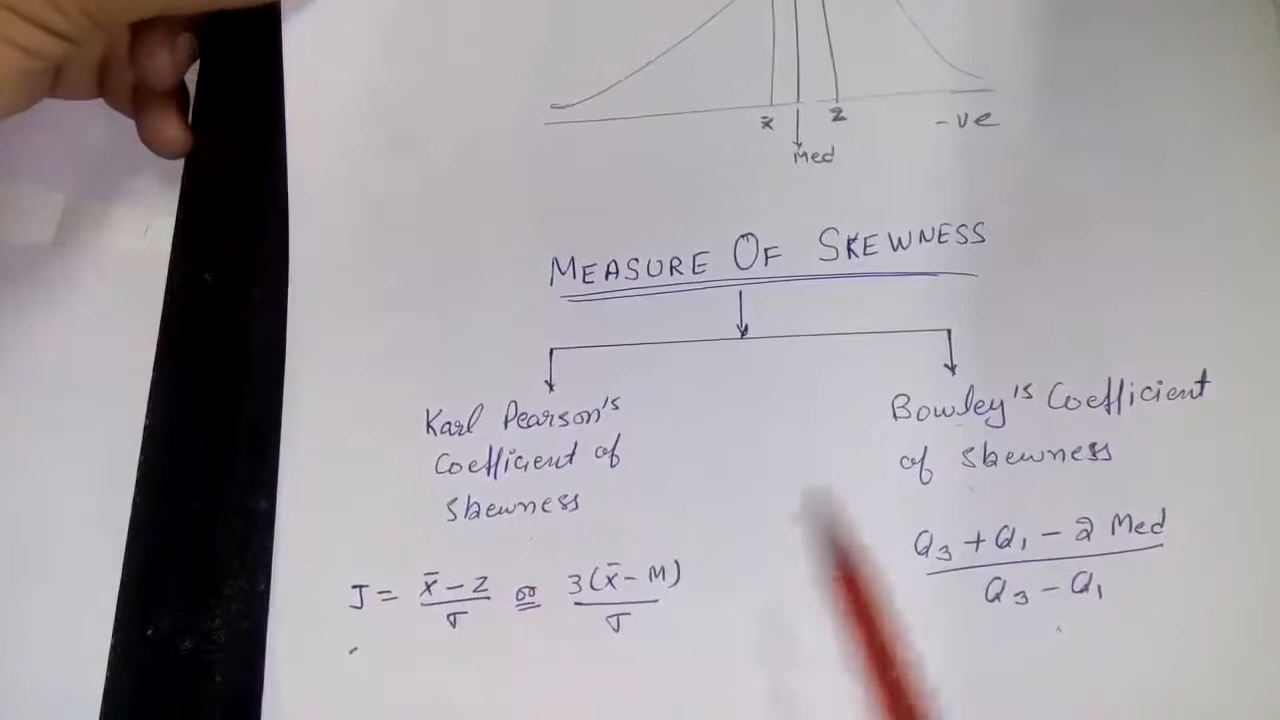 x̄ Z -ve
Med
MEASURE OF SKEWNESS
Karl Pearson's
Coefficient of
Skewness
J = x̄ - Z / σ or 3(x̄ - M) / σ
Bowley's Coefficient
of Skewness
Q₃ + Q₁ - 2 Med
Q₃ - Q₁